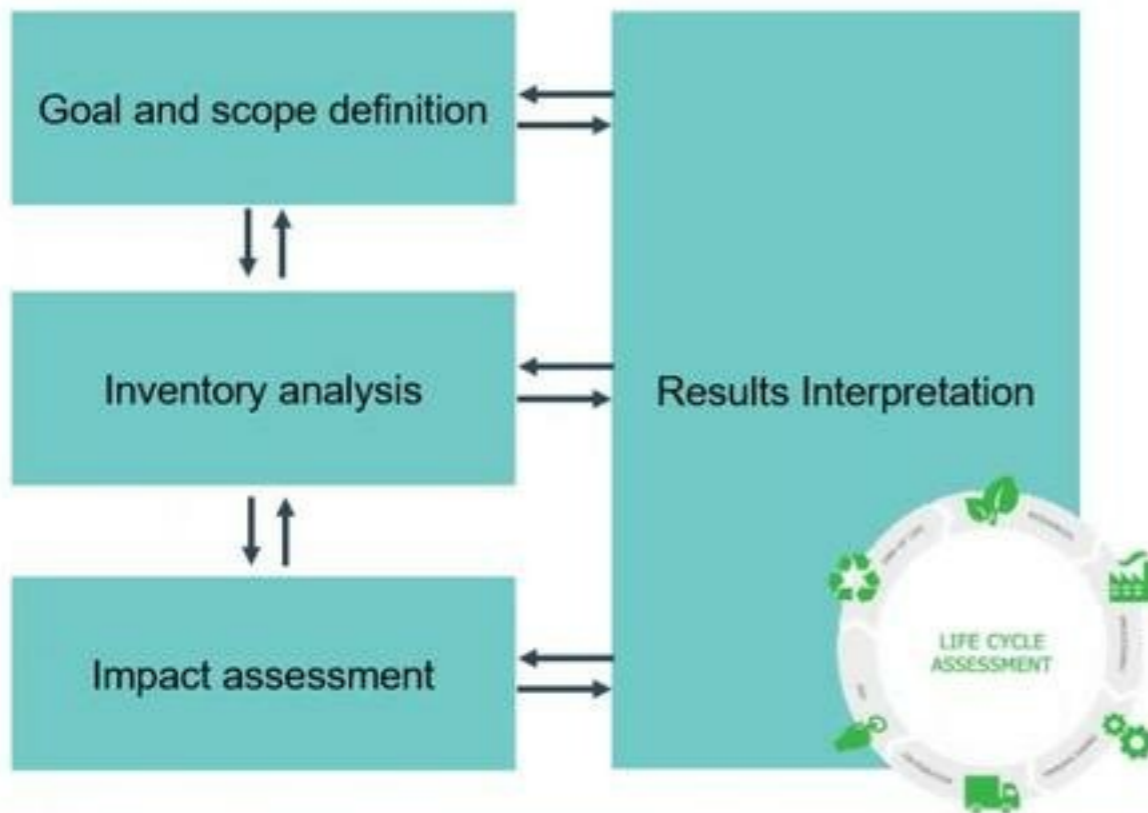 Goal and scope definition
Inventory analysis
Results Interpretation
Impact assessment
LIFE CYCLE
ASSESSMENT